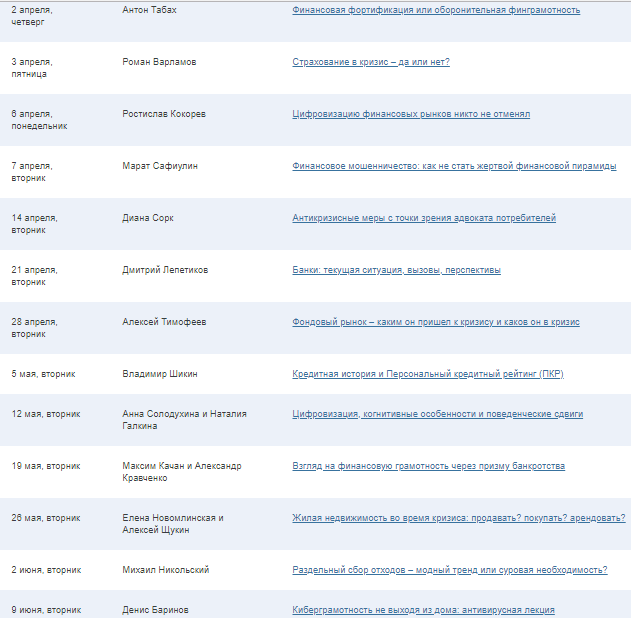 2 апреля, Антон Табах Финансовая фортификация или оборонительная финграмотность
четверг
3 апреля, Роман Варламов Страхование в кризис – да или нет?
пятница
6 апреля, Ростислав Кокорев Цифровизацию финансовых рынков никто не отменял
понедельник
7 апреля, Марат Сафиулин Финансовое мошенничество: как не стать жертвой финансовой пирамиды
вторник
14 апреля, Диана Сорк Антикризисные меры с точки зрения адвоката потребителей
вторник
21 апреля, Дмитрий Лепетиков Банки: текущая ситуация, вызовы, перспективы
вторник
28 апреля, Алексей Тимофеев Фондовый рынок – каким он пришел к кризису и каков он в кризис
вторник
5 мая, вторник Владимир Шикин Кредитная история и Персональный кредитный рейтинг (ПКР)
12 мая, вторник Анна Солодухина и Наталия Цифровизация, когнитивные особенности и поведенческие сдвиги
Галкина
19 мая, вторник Максим Качан и Александр Взгляд на финансовую грамотность через призму банкротства
Кравченко
26 мая, вторник Елена Новомлинская и Жилая недвижимость во время кризиса: продавать? покупать? арендовать?
Алексей Щукин
2 июня, вторник Михаил Никольский Раздельный сбор отходов – модный тренд или суровая необходимость?
9 июня, вторник Денис Баринов Киберграмотность не выходя из дома: антивирусная лекция